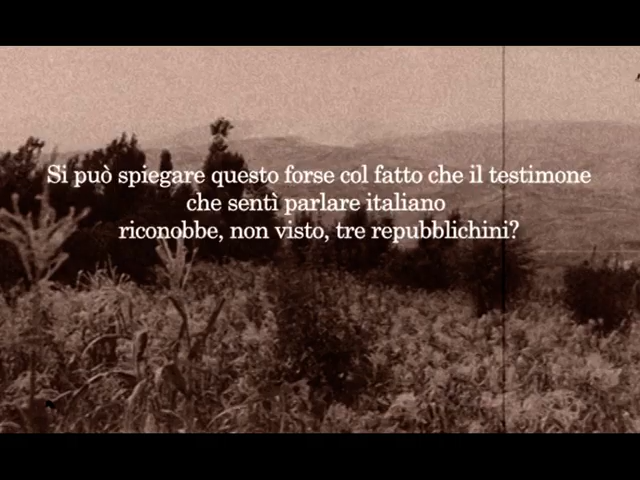 Si può spiegare questo forse col fatto che il testimone
che sentì parlare italiano
riconobbe, non visto, tre repubblichini?